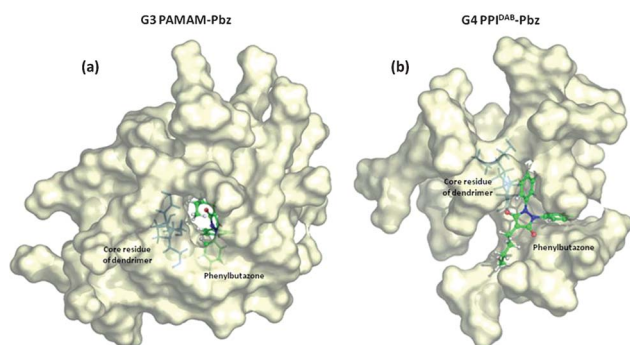 G3 PAMAM-Pbz
G4 PPIᴰᴬᴮ-Pbz
(a)
(b)
Core residue
of dendrimer
Phenylbutazone
Core residue
of dendrimer
Phenylbutazone